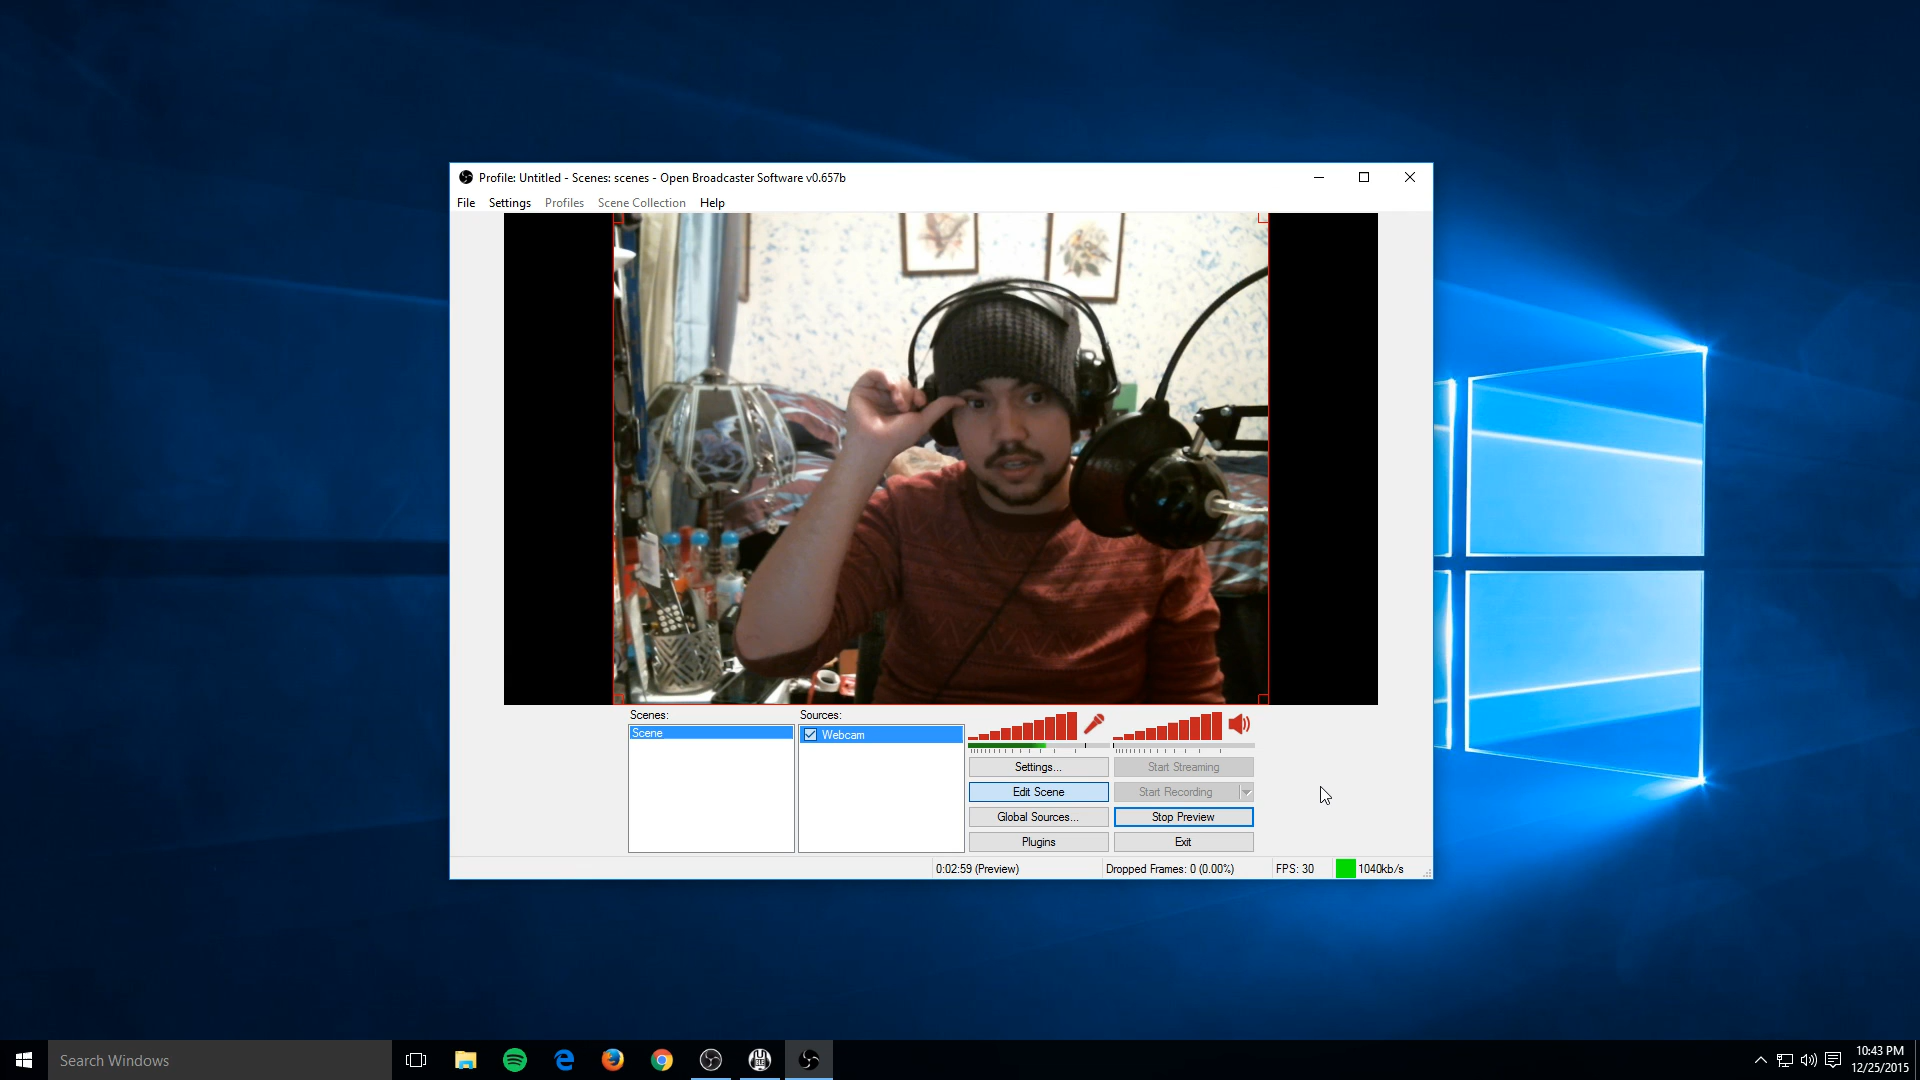 Profile: Untitled - Scenes: scenes - Open Broadcaster Software v0.657b
File Settings Profiles Scene Collection Help
Scenes: Sources:
Scene Webcam
Settings... Start Streaming
Edit Scene Start Recording
Global Sources... Stop Preview
Plugins Exit
0:02:59 (Preview) Dropped Frames: 0 (0.00%) FPS: 30 1040kb/s
Search Windows
10:43 PM
12/25/2015